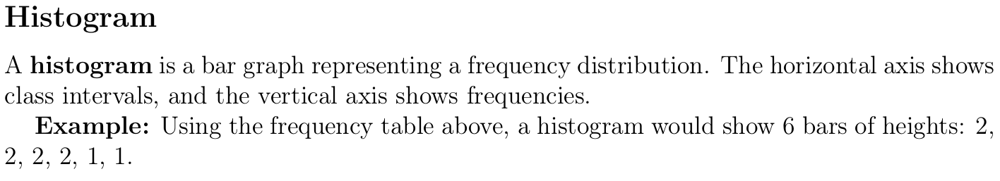 Histogram
A histogram is a bar graph representing a frequency distribution. The horizontal axis shows
class intervals, and the vertical axis shows frequencies.
Example: Using the frequency table above, a histogram would show 6 bars of heights: 2,
2, 2, 2, 1, 1.